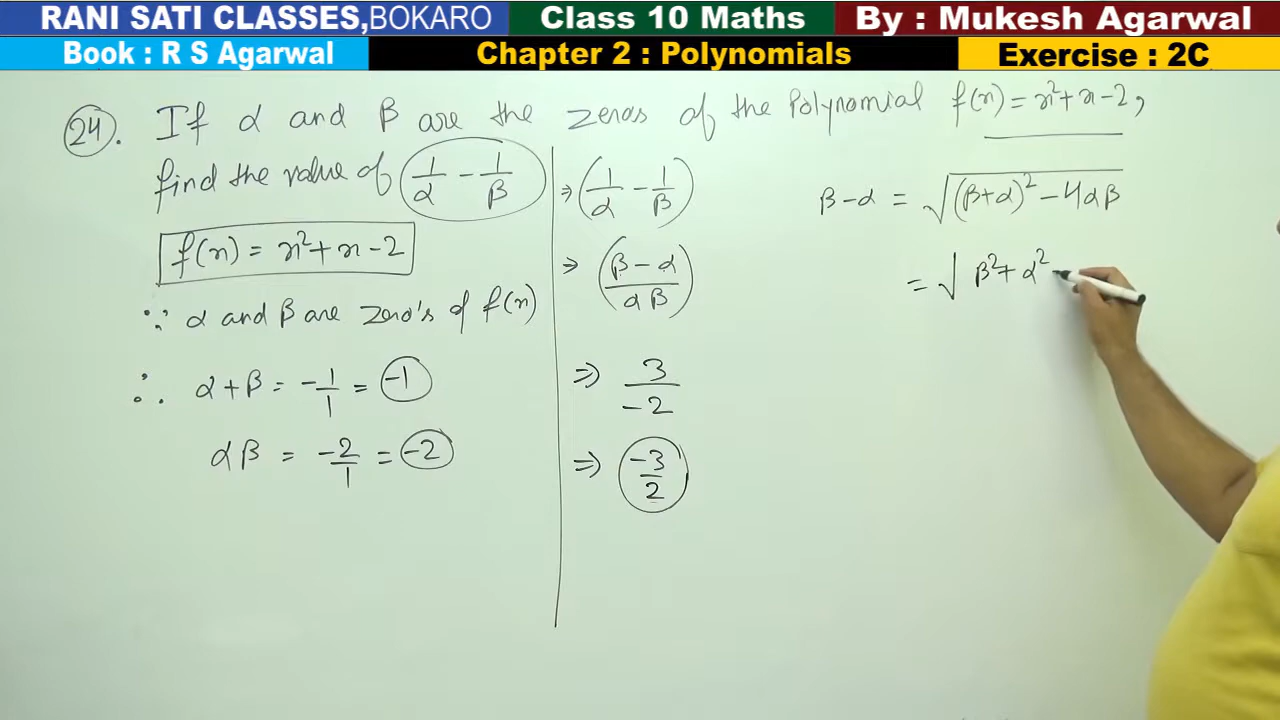 RANI SATI CLASSES,BOKARO
Class 10 Maths
By : Mukesh Agarwal
Book : R S Agarwal
Chapter 2 : Polynomials
Exercise : 2C
24. If α and β are the zeros of the Polynomial f(x) = x²+x-2,
find the value of (1/α - 1/β)
f(x) = x²+x-2
∵ α and β are zero's of f(x)
∴ α+β = -1/1 = -1
αβ = -2/1 = -2
⇒ (1/α - 1/β)
⇒ (β-α / αβ)
⇒ 3/-2
⇒ -3/2
β-α = √(β+α)²-4αβ
= √β²+α²